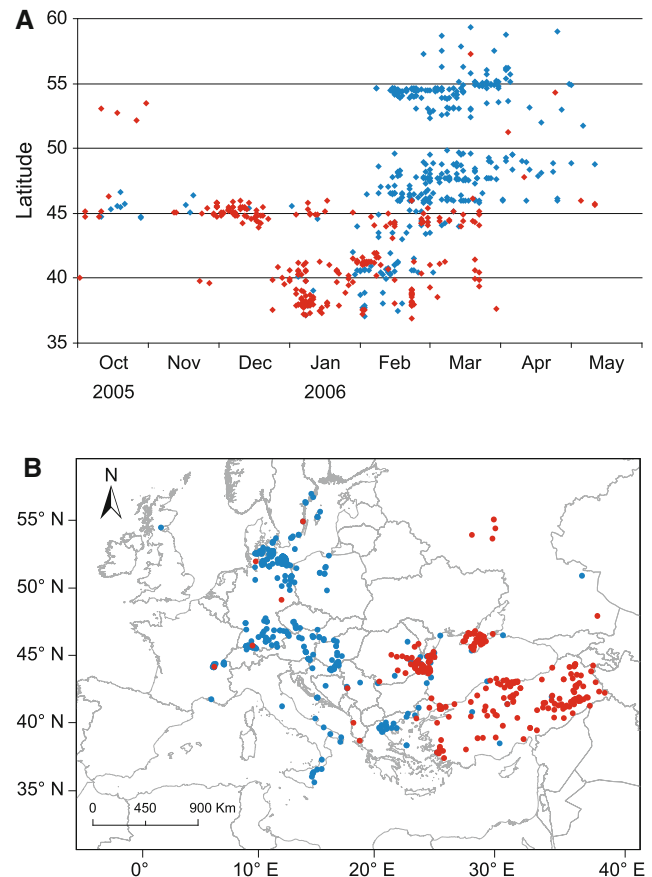 A
60
55
50
45
40
35
Latitude
Oct Nov Dec Jan Feb Mar Apr May
2005 2006
B
N
55° N
50° N
45° N
40° N
35° N
0 450 900 Km
0° 10° E 20° E 30° E 40° E